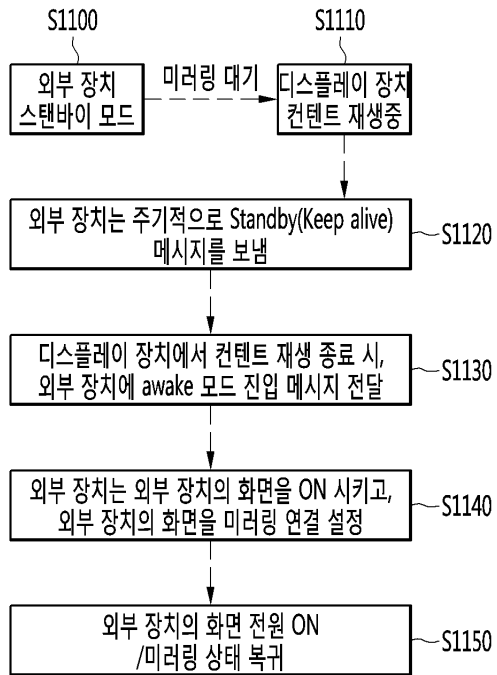 S1100
S1110
외부 장치
스탠바이 모드
미러링 대기
디스플레이 장치
컨텐트 재생중
외부 장치는 주기적으로 Standby(Keep alive)
메시지를 보냄
S1120
디스플레이 장치에서 컨텐트 재생 종료 시,
외부 장치에 awake 모드 진입 메시지 전달
S1130
외부 장치는 외부 장치의 화면을 ON 시키고,
외부 장치의 화면을 미러링 연결 설정
S1140
외부 장치의 화면 전원 ON
/미러링 상태 복귀
S1150